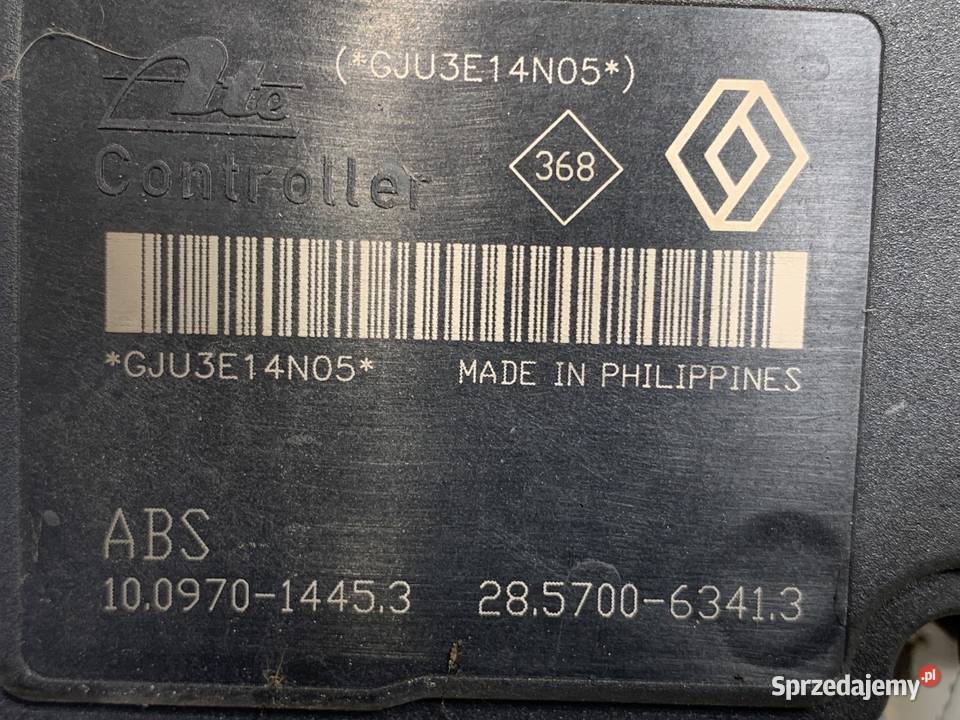 (*GJU3E14N05*)
Ate
Controller
368
*GJU3E14N05*
MADE IN PHILIPPINES
ABS
10.0970-1445.3 28.5700-6341.3
Sprzedajemy.pl